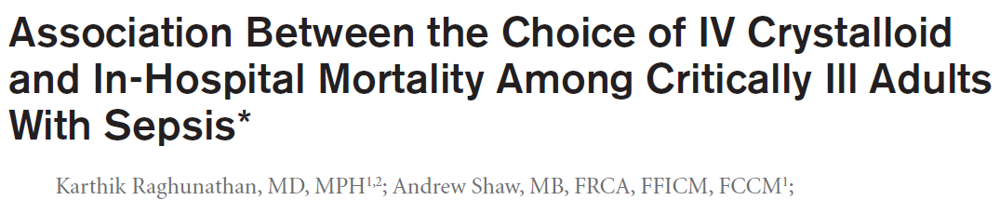 Association Between the Choice of IV Crystalloid
and In-Hospital Mortality Among Critically Ill Adults
With Sepsis*
Karthik Raghunathan, MD, MPH1,2; Andrew Shaw, MB, FRCA, FFICM, FCCM1;